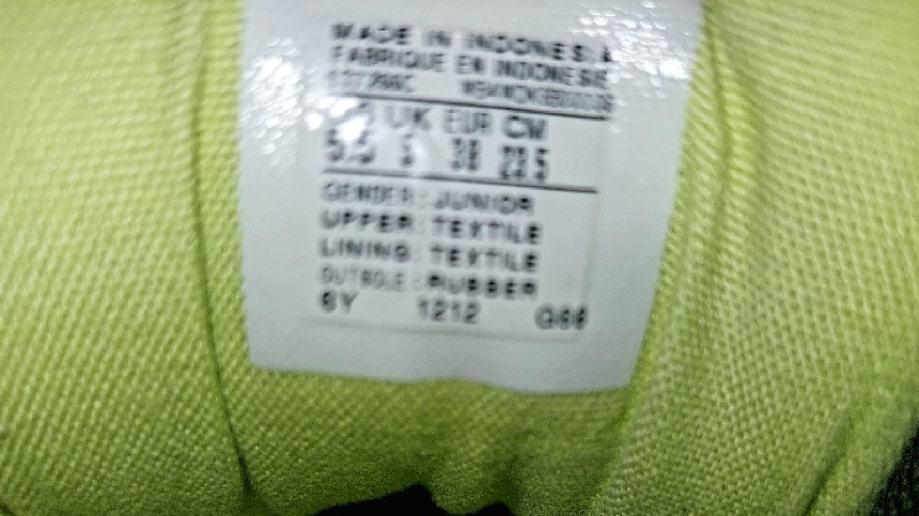 MADE IN INDONESIA
FABRIQUE EN INDONESIE
UK EUR CM
5.5 38 23.5
GENDER : JUNIOR
UPPER : TEXTILE
LINING : TEXTILE
OUTSOLE : RUBBER
6Y 1212